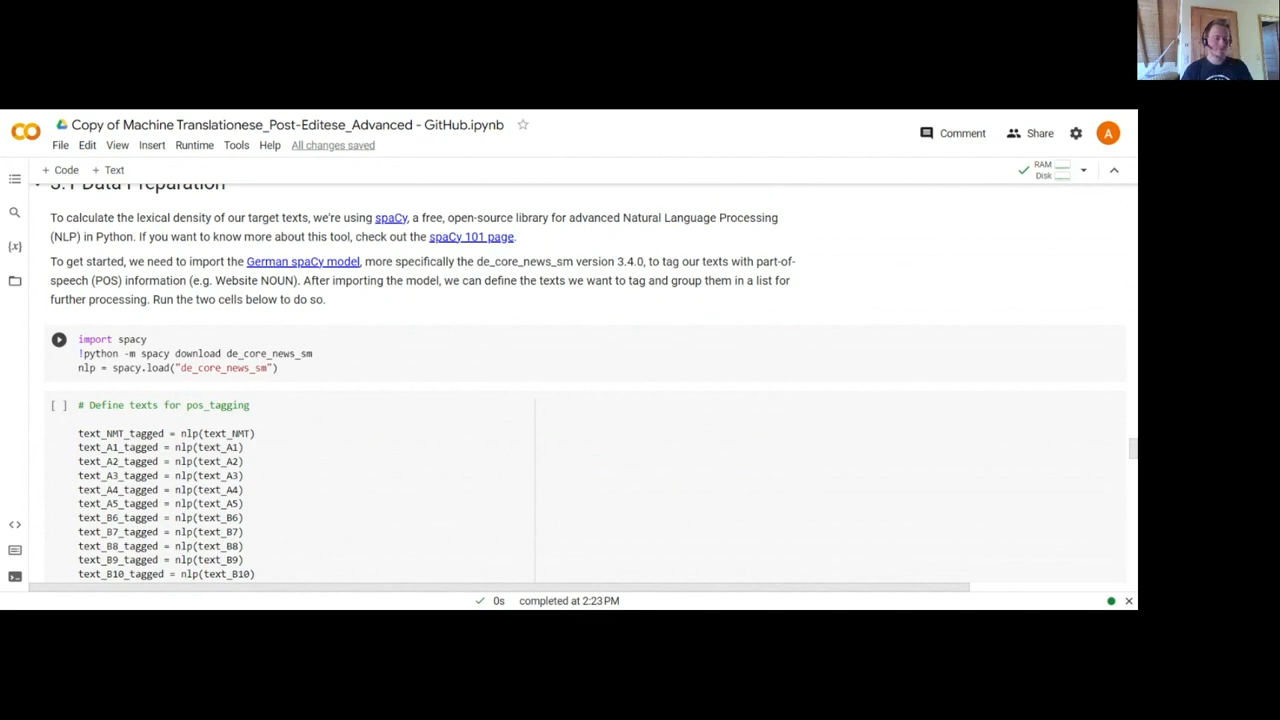 Copy of Machine Translationese_Post-Editese_Advanced - GitHub.ipynb
File Edit View Insert Runtime Tools Help All changes saved
Comment Share A
+ Code + Text
RAM
Disk
3.1 Data Preparation
To calculate the lexical density of our target texts, we're using spaCy, a free, open-source library for advanced Natural Language Processing
(NLP) in Python. If you want to know more about this tool, check out the spaCy 101 page.
To get started, we need to import the German spaCy model, more specifically the de_core_news_sm version 3.4.0, to tag our texts with part-of-
speech (POS) information (e.g. Website NOUN). After importing the model, we can define the texts we want to tag and group them in a list for
further processing. Run the two cells below to do so.
import spacy
!python -m spacy download de_core_news_sm
nlp = spacy.load("de_core_news_sm")
[ ] # Define texts for pos_tagging
text_NMT_tagged = nlp(text_NMT)
text_A1_tagged = nlp(text_A1)
text_A2_tagged = nlp(text_A2)
text_A3_tagged = nlp(text_A3)
text_A4_tagged = nlp(text_A4)
text_A5_tagged = nlp(text_A5)
text_B6_tagged = nlp(text_B6)
text_B7_tagged = nlp(text_B7)
text_B8_tagged = nlp(text_B8)
text_B9_tagged = nlp(text_B9)
text_B10_tagged = nlp(text_B10)
0s completed at 2:23 PM